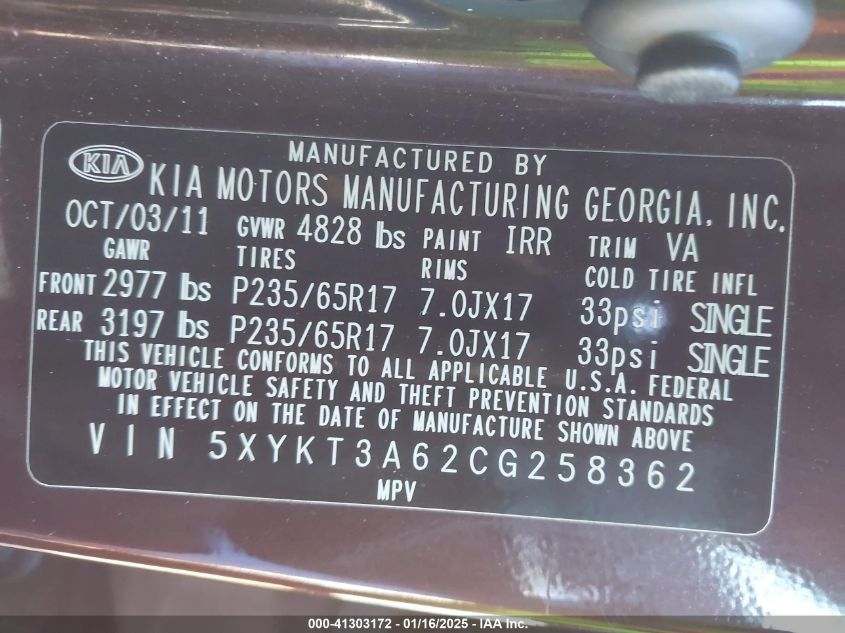 KIA
MANUFACTURED BY
KIA MOTORS MANUFACTURING GEORGIA, INC.
OCT/03/11 GVWR 4828 lbs PAINT IRR TRIM VA
GAWR TIRES RIMS COLD TIRE INFL
FRONT 2977 lbs P235/65R17 7.0JX17 33psi SINGLE
REAR 3197 lbs P235/65R17 7.0JX17 33psi SINGLE
THIS VEHICLE CONFORMS TO ALL APPLICABLE U.S.A. FEDERAL
MOTOR VEHICLE SAFETY AND THEFT PREVENTION STANDARDS
IN EFFECT ON THE DATE OF MANUFACTURE SHOWN ABOVE
VIN 5XYKT3A62CG258362
MPV
000-41303172 - 01/16/2025 - IAA Inc.